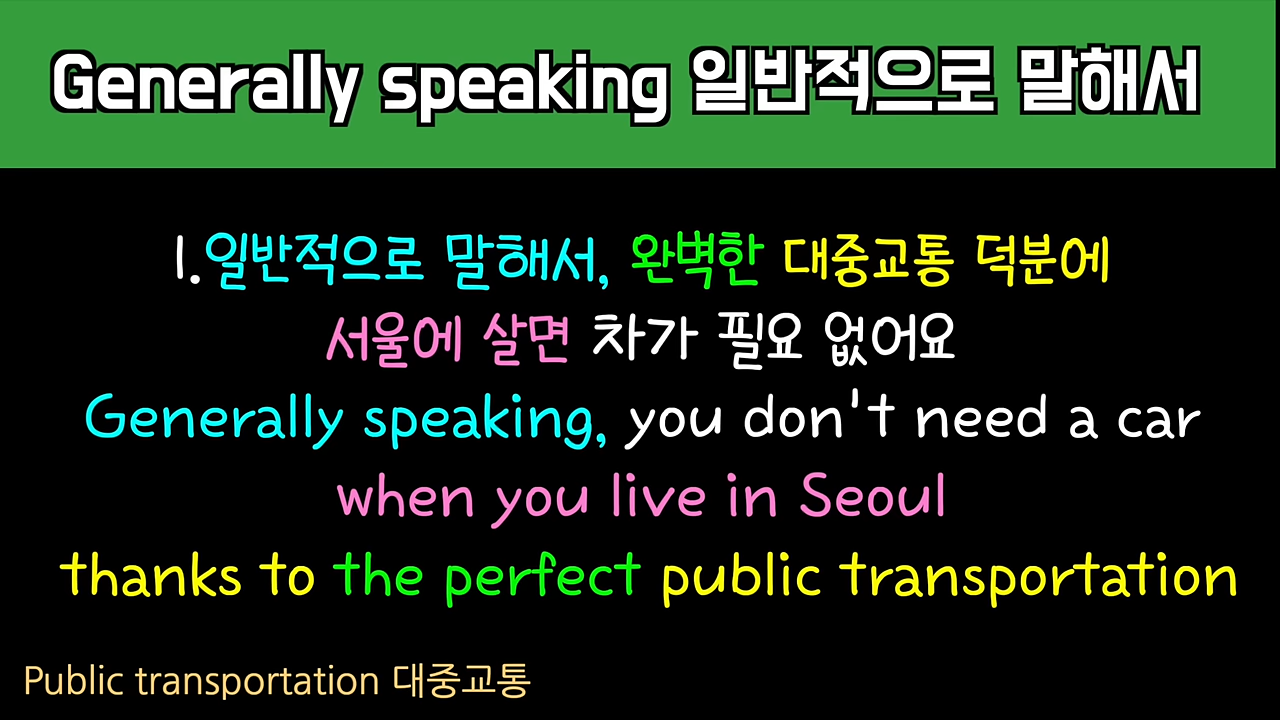 Generally speaking 일반적으로 말해서
1.일반적으로 말해서, 완벽한 대중교통 덕분에
서울에 살면 차가 필요 없어요
Generally speaking, you don't need a car
when you live in Seoul
thanks to the perfect public transportation
Public transportation 대중교통